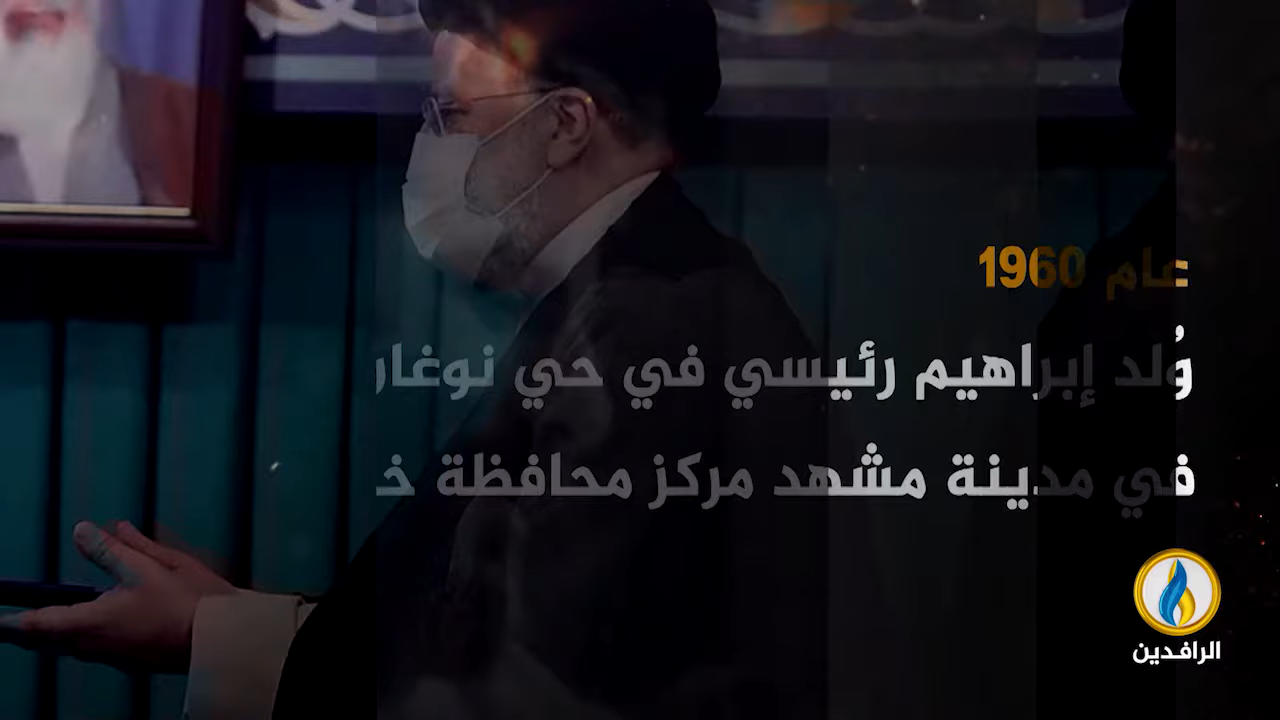 عام 1960
وُلد إبراهيم رئيسي في حي نوغان
في مدينة مشهد مركز محافظة
الرافدين